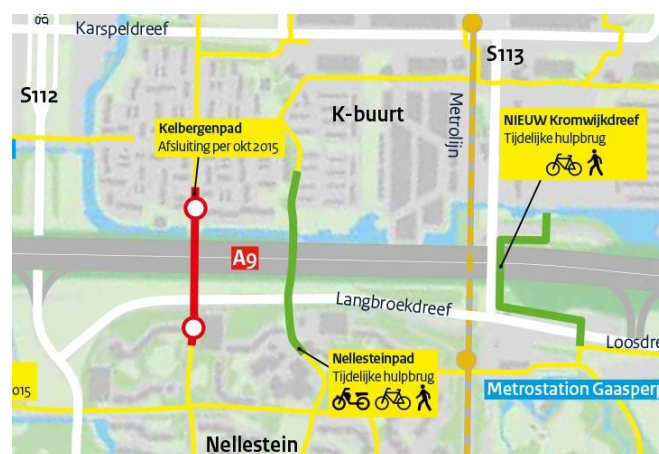 Karspeldreef
S113
S112
K-buurt
Metrolijn
Kelbergenpad
Afsluiting per okt 2015
NIEUW Kromwijkdreef
Tijdelijke hulpbrug
A9
Langbroekdreef
Loosdre
Nellesteinpad
Tijdelijke hulpbrug
2015
Metrostation Gaasperp
Nellestein